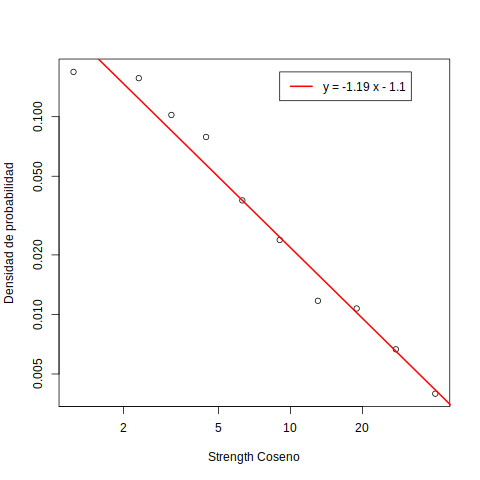 y = -1.19 x - 1.1
0.100
0.050
0.020
0.010
0.005
Densidad de probabilidad
2 5 10 20
Strength Coseno